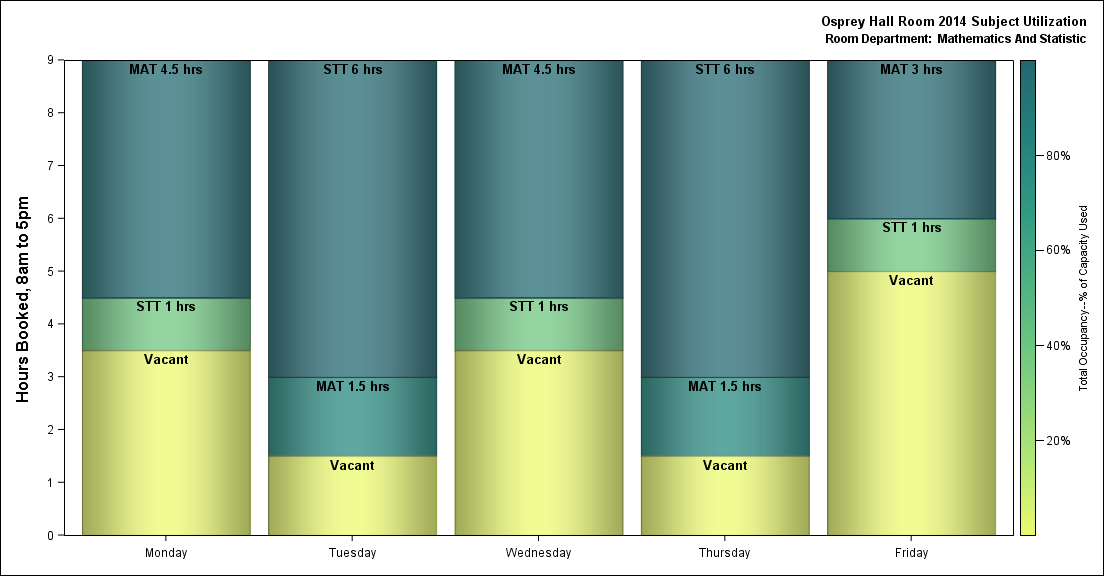 Osprey Hall Room 2014 Subject Utilization
Room Department: Mathematics And Statistic
Hours Booked, 8am to 5pm
9
8
7
6
5
4
3
2
1
0
MAT 4.5 hrs
STT 1 hrs
Vacant
STT 6 hrs
MAT 1.5 hrs
Vacant
MAT 4.5 hrs
STT 1 hrs
Vacant
STT 6 hrs
MAT 1.5 hrs
Vacant
MAT 3 hrs
STT 1 hrs
Vacant
Monday
Tuesday
Wednesday
Thursday
Friday
80%
60%
40%
20%
Total Occupancy--% of Capacity Used